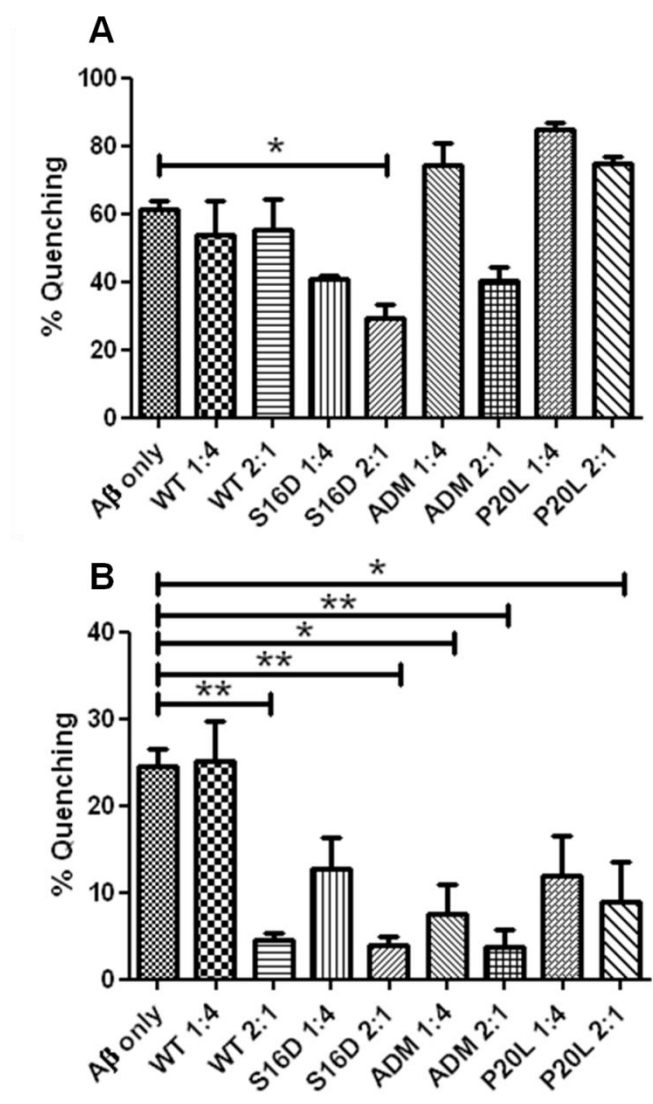 A
% Quenching
100
80
60
40
20
0
*
Aβ only
WT 1:4
WT 2:1
S16D 1:4
S16D 2:1
ADM 1:4
ADM 2:1
P20L 1:4
P20L 2:1
B
% Quenching
40
30
20
10
0
*
**
*
**
**
Aβ only
WT 1:4
WT 2:1
S16D 1:4
S16D 2:1
ADM 1:4
ADM 2:1
P20L 1:4
P20L 2:1